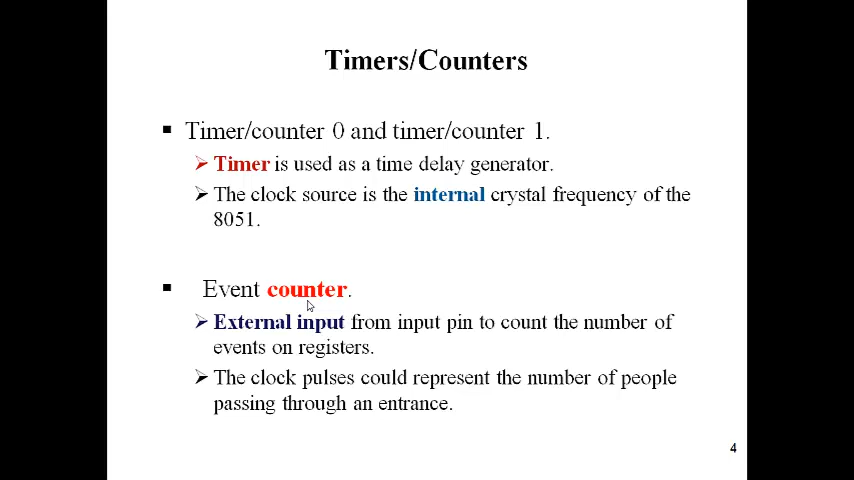 Timers/Counters
▪ Timer/counter 0 and timer/counter 1.
➢ Timer is used as a time delay generator.
➢ The clock source is the internal crystal frequency of the
8051.
▪ Event counter.
➢ External input from input pin to count the number of
events on registers.
➢ The clock pulses could represent the number of people
passing through an entrance.
4